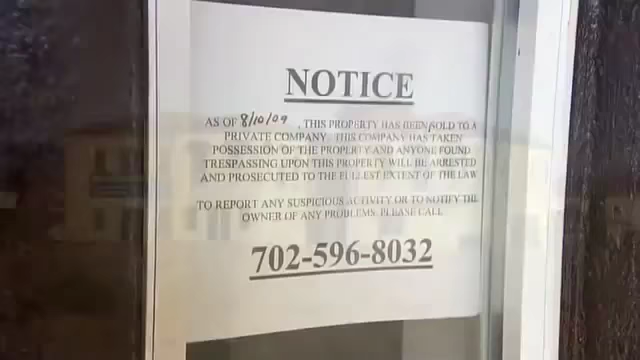 NOTICE
AS OF 8/10/09, THIS PROPERTY HAS BEEN SOLD TO A
PRIVATE COMPANY. THIS COMPANY HAS TAKEN
POSSESSION OF THE PROPERTY AND ANYONE FOUND
TRESPASSING UPON THIS PROPERTY WILL BE ARRESTED
AND PROSECUTED TO THE FULLEST EXTENT OF THE LAW
TO REPORT ANY SUSPICIOUS ACTIVITY OR TO NOTIFY THE
OWNER OF ANY PROBLEMS, PLEASE CALL
702-596-8032